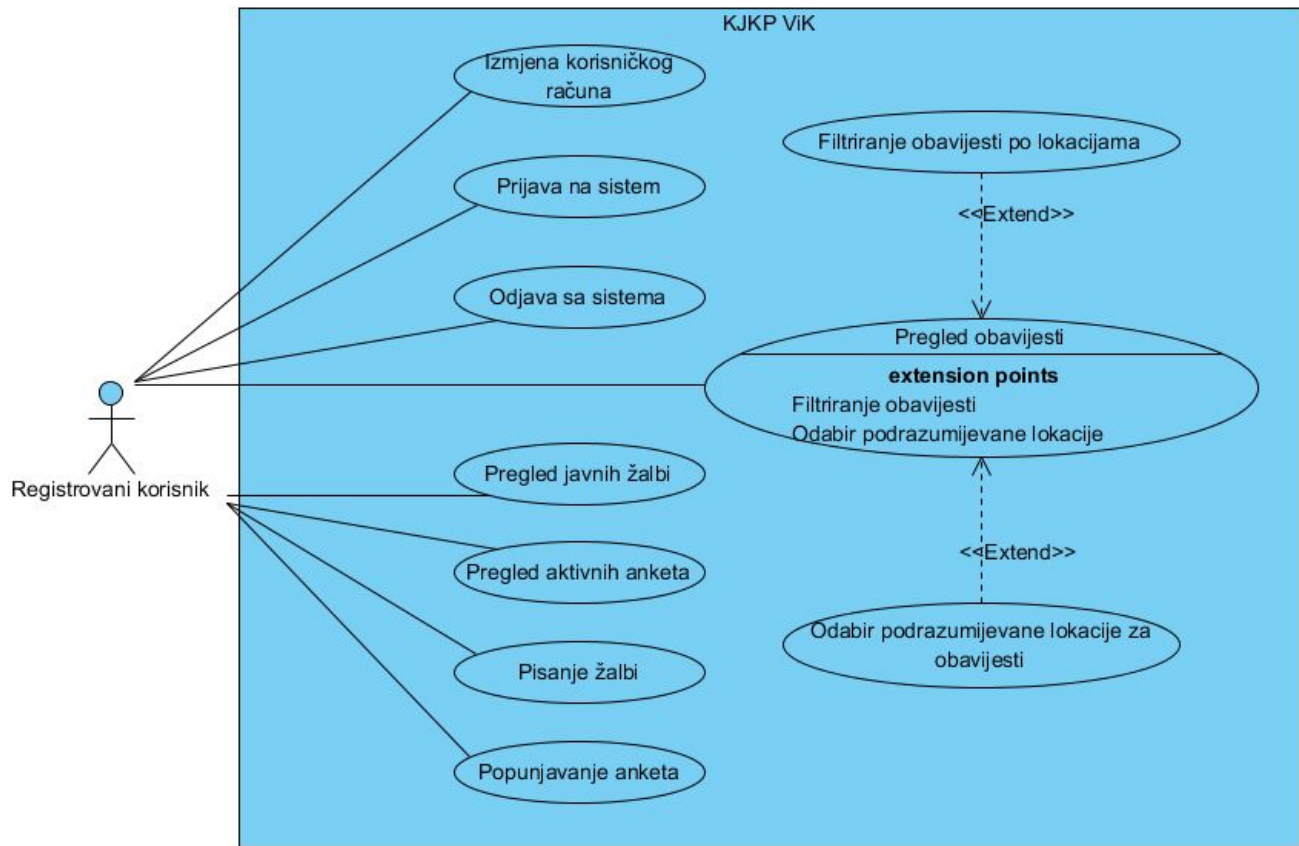 KJKP ViK
Izmjena korisničkog
računa
Filtriranje obavijesti po lokacijama
Prijava na sistem
<<Extend>>
Odjava sa sistema
Pregled obavijesti
extension points
Filtriranje obavijesti
Odabir podrazumijevane lokacije
Registrovani korisnik
Pregled javnih žalbi
Pregled aktivnih anketa
<<Extend>>
Odabir podrazumijevane lokacije za
obavijesti
Pisanje žalbi
Popunjavanje anketa